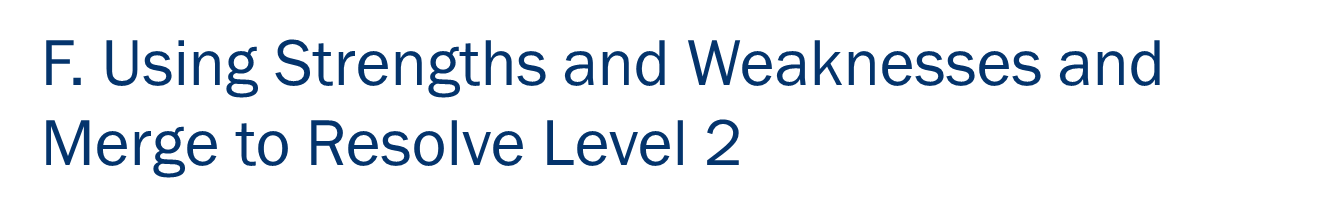 F. Using Strengths and Weaknesses and
Merge to Resolve Level 2